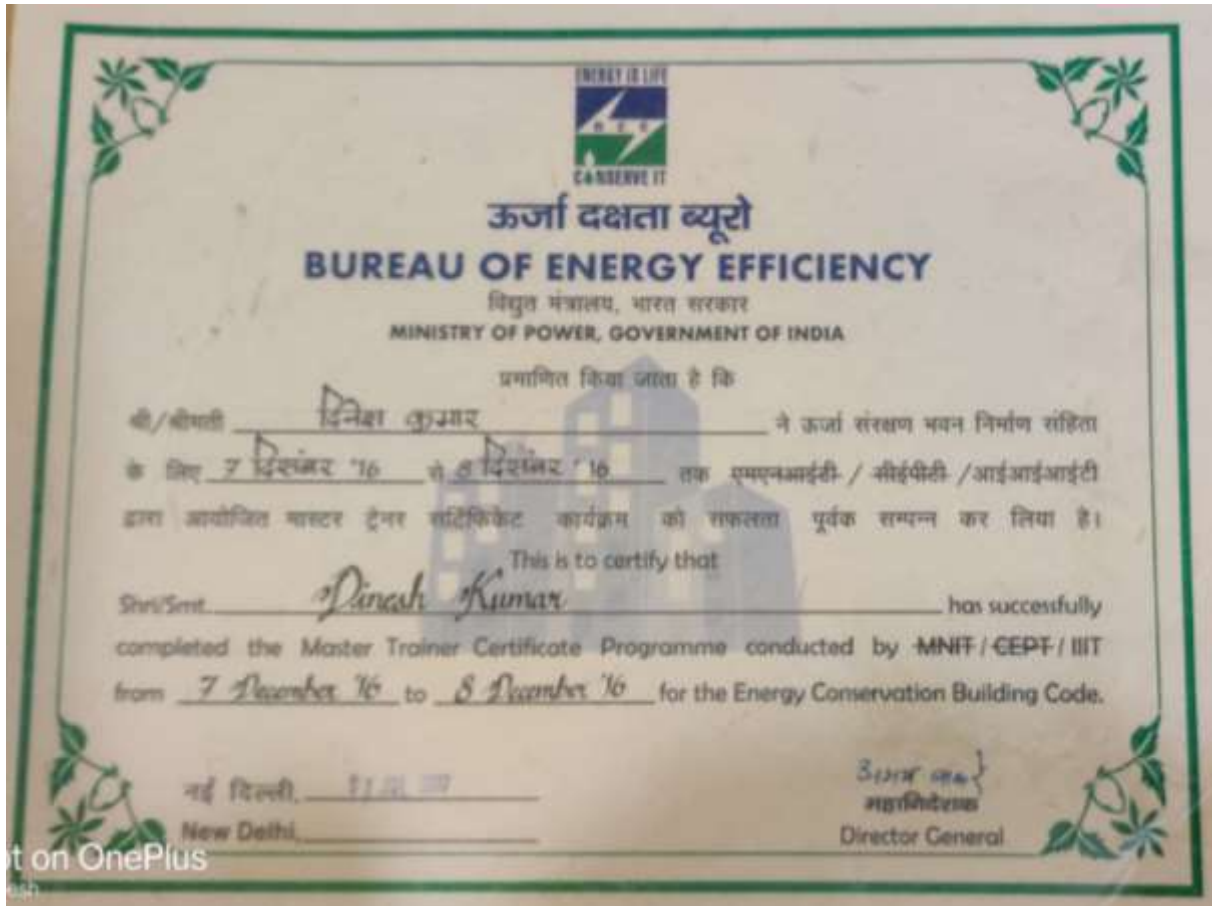 ENERGY IS LIFE
BEE
CONSERVE IT
ऊर्जा दक्षता ब्यूरो
BUREAU OF ENERGY EFFICIENCY
विद्युत मंत्रालय, भारत सरकार
MINISTRY OF POWER, GOVERNMENT OF INDIA
प्रमाणित किया जाता है कि
श्री/श्रीमती दिनेश कुमार ने ऊर्जा संरक्षण भवन निर्माण संहिता
के लिए 7 दिसंबर '16 से 8 दिसंबर '16 तक एमएनआईटी / सीईपीटी /आईआईआईटी
द्वारा आयोजित मास्टर ट्रेनर सर्टिफिकेट कार्यक्रम को सफलता पूर्वक सम्पन्न कर लिया है।
This is to certify that
Shri/Smt. Dinesh Kumar has successfully
completed the Master Trainer Certificate Programme conducted by MNIT / CEPT / IIIT
from 7 December '16 to 8 December '16 for the Energy Conservation Building Code.
नई दिल्ली,
महानिदेशक
New Delhi,
Director General
ot on OnePlus
esh